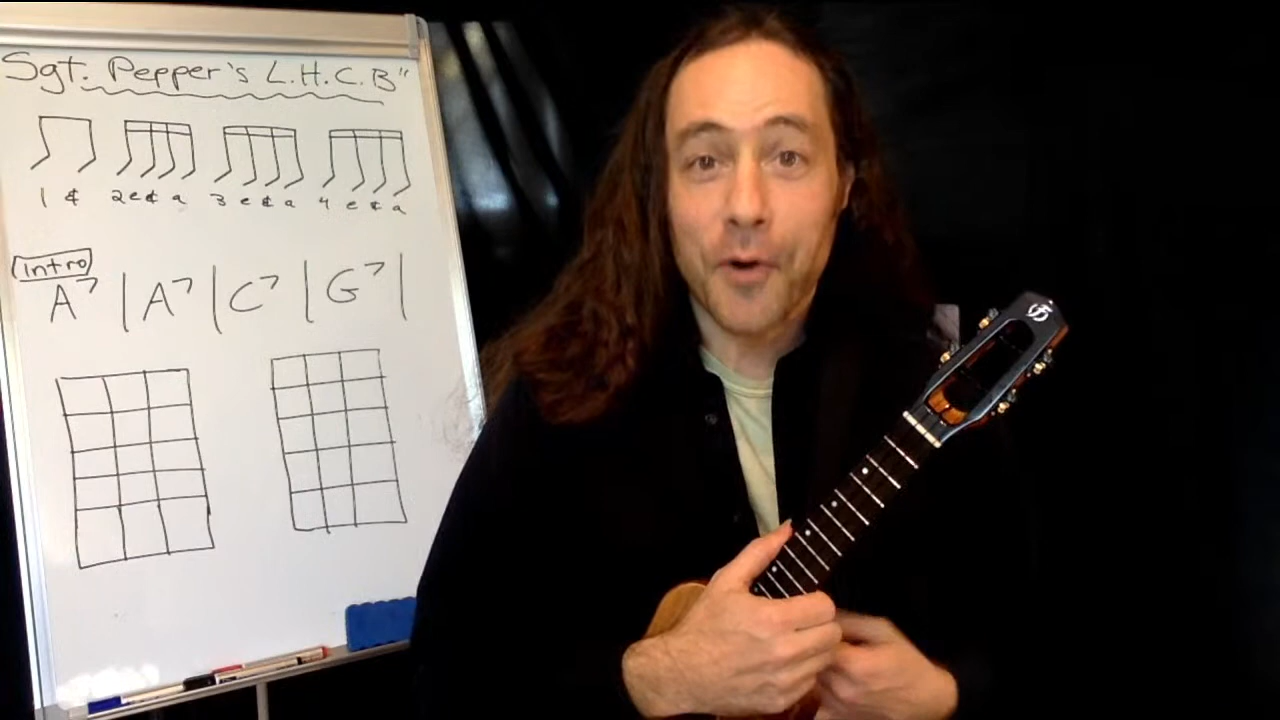 Sgt. Pepper's L.H.C.B"
1 & 2 e & a 3 e & a 4 e & a
Intro
A7 | A7 | C7 | G7 |